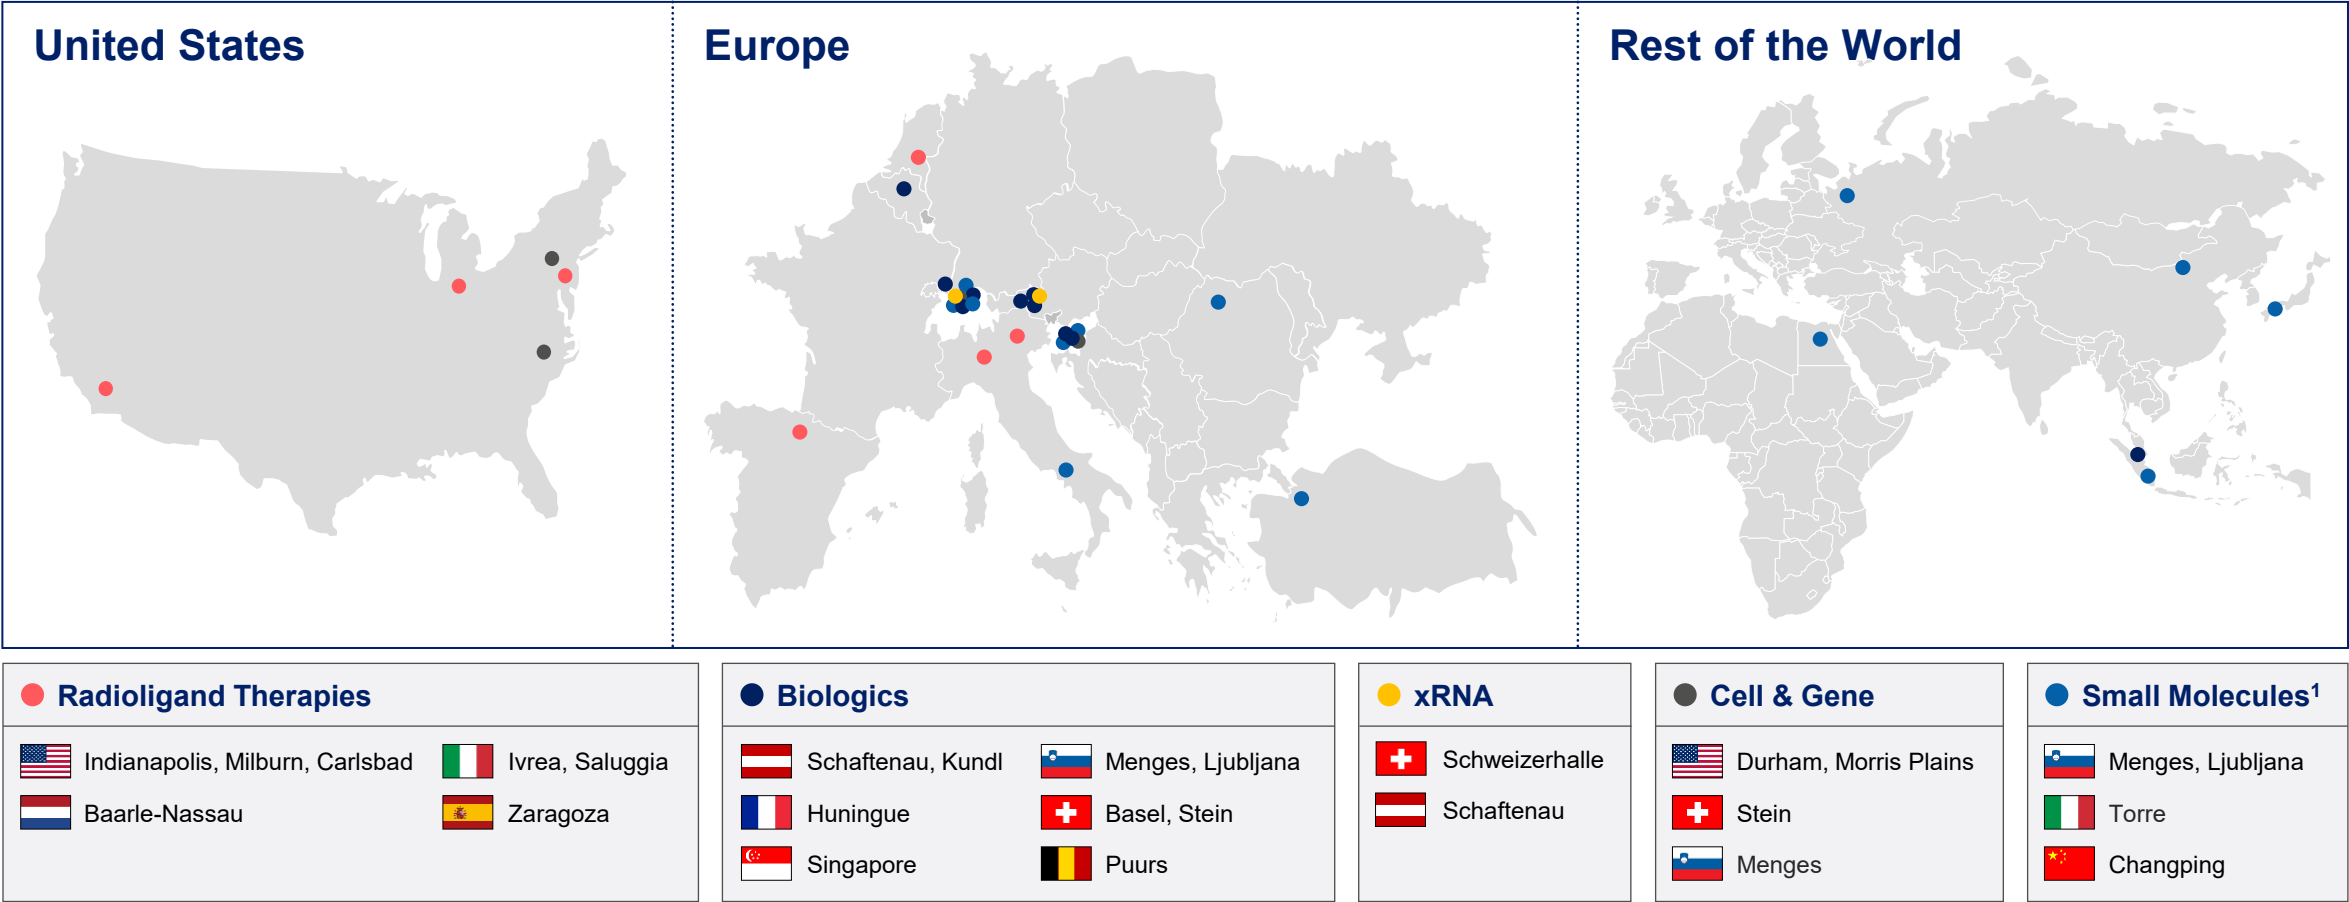 United States
Europe
Rest of the World
Radioligand Therapies
Indianapolis, Milburn, Carlsbad
Ivrea, Saluggia
Baarle-Nassau
Zaragoza
Biologics
Schaftenau, Kundl
Menges, Ljubljana
Huningue
Basel, Stein
Singapore
Puurs
xRNA
Schweizerhalle
Schaftenau
Cell & Gene
Durham, Morris Plains
Stein
Menges
Small Molecules¹
Menges, Ljubljana
Torre
Changping